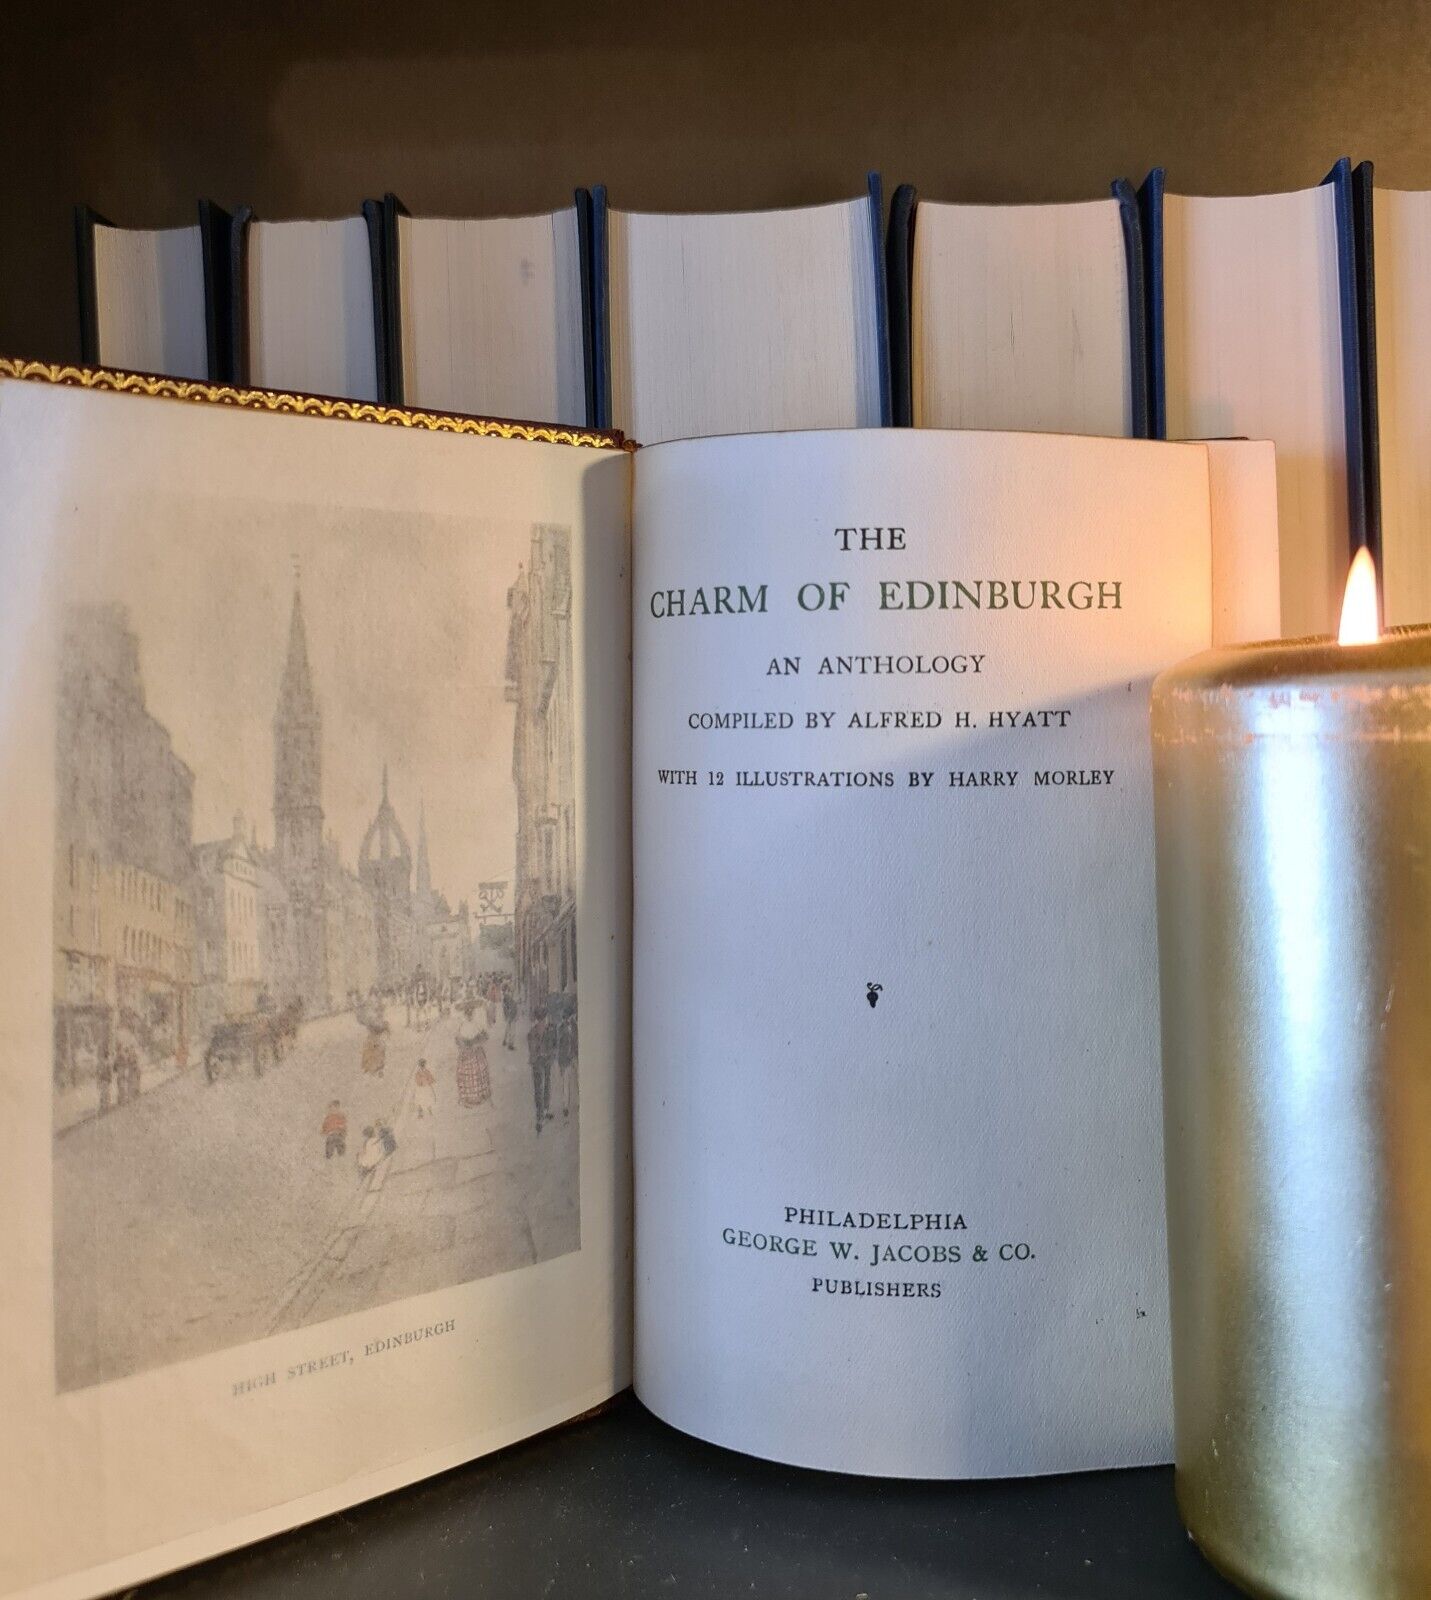 HIGH STREET, EDINBURGH
THE
CHARM OF EDINBURGH
AN ANTHOLOGY
COMPILED BY ALFRED H. HYATT
WITH 12 ILLUSTRATIONS BY HARRY MORLEY
PHILADELPHIA
GEORGE W. JACOBS & CO.
PUBLISHERS